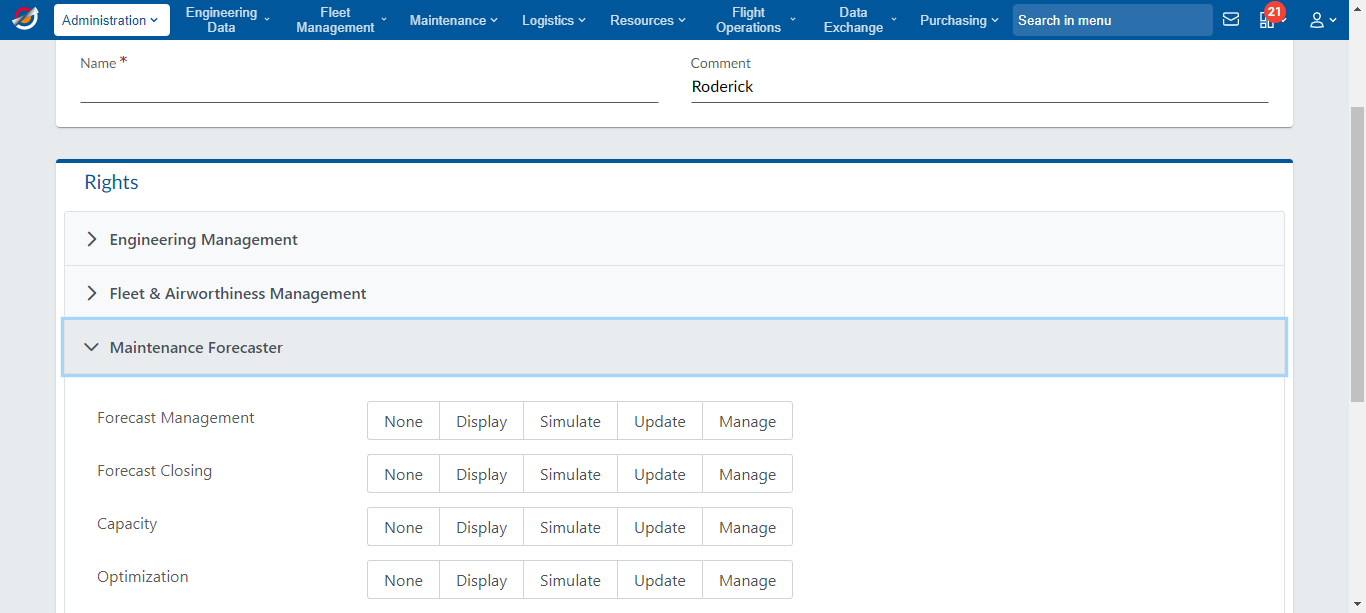 Administration
Engineering Data
Fleet Management
Maintenance
Logistics
Resources
Flight Operations
Data Exchange
Purchasing
Search in menu
21
Name *
Comment
Roderick
Rights
Engineering Management
Fleet & Airworthiness Management
Maintenance Forecaster
Forecast Management None Display Simulate Update Manage
Forecast Closing None Display Simulate Update Manage
Capacity None Display Simulate Update Manage
Optimization None Display Simulate Update Manage